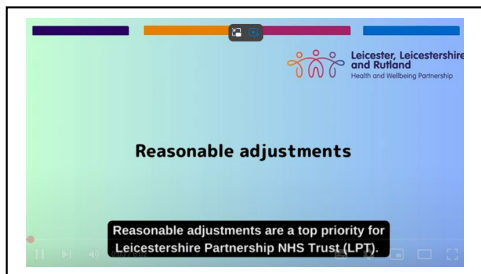 Leicester, Leicestershire
and Rutland
Health and Wellbeing Partnership
Reasonable adjustments
Reasonable adjustments are a top priority for
Leicestershire Partnership NHS Trust (LPT).